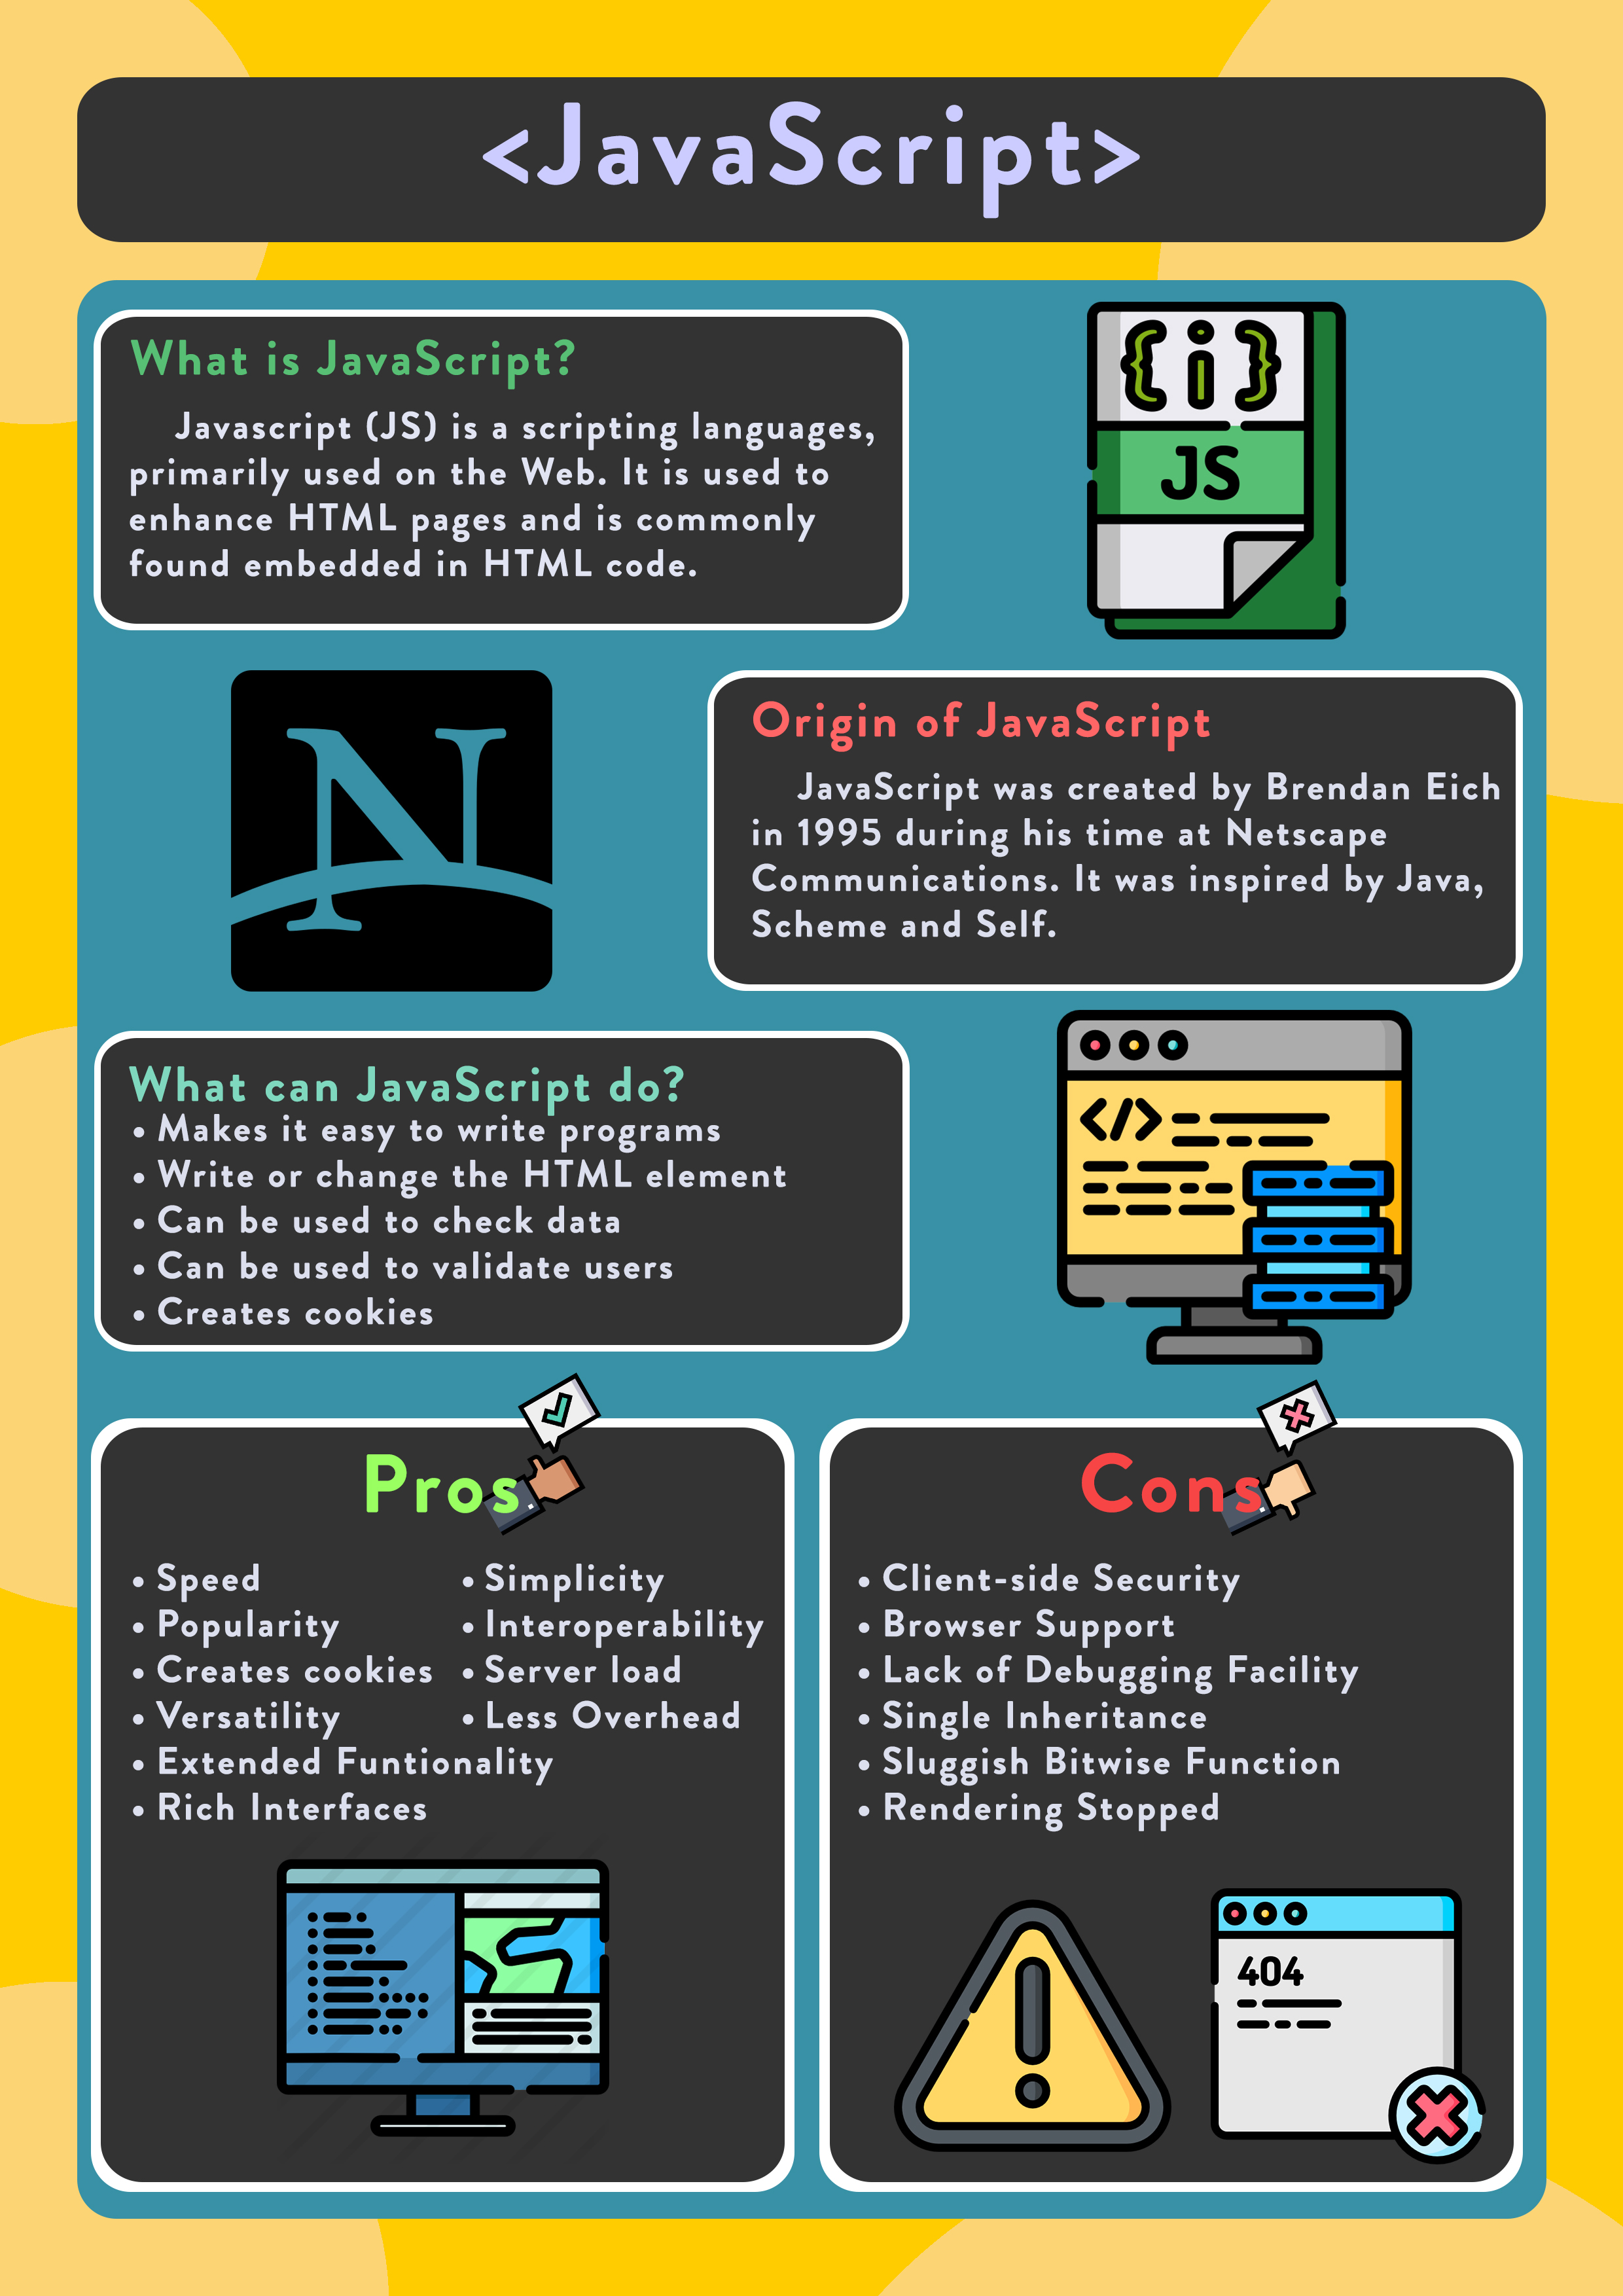 <JavaScript>
What is JavaScript?
Javascript (JS) is a scripting languages,
primarily used on the Web. It is used to
enhance HTML pages and is commonly
found embedded in HTML code.
{i}
JS
N
Origin of JavaScript
JavaScript was created by Brendan Eich
in 1995 during his time at Netscape
Communications. It was inspired by Java,
Scheme and Self.
What can JavaScript do?
• Makes it easy to write programs
• Write or change the HTML element
• Can be used to check data
• Can be used to validate users
• Creates cookies
</>
Pros
• Speed
• Popularity
• Creates cookies
• Versatility
• Extended Funtionality
• Rich Interfaces
• Simplicity
• Interoperability
• Server load
• Less Overhead
Cons
• Client-side Security
• Browser Support
• Lack of Debugging Facility
• Single Inheritance
• Sluggish Bitwise Function
• Rendering Stopped
404